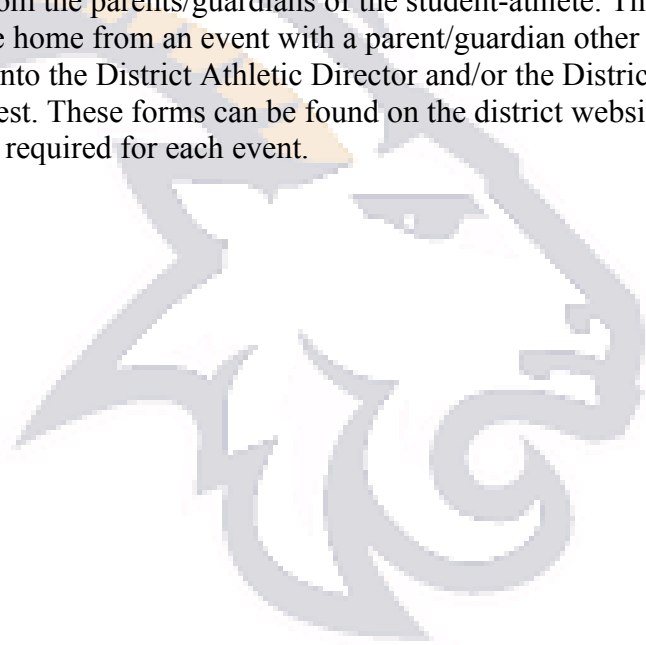 om the parents/guardians of the student-athlete. Th
e home from an event with a parent/guardian other
nto the District Athletic Director and/or the Distric
est. These forms can be found on the district websi
required for each event.